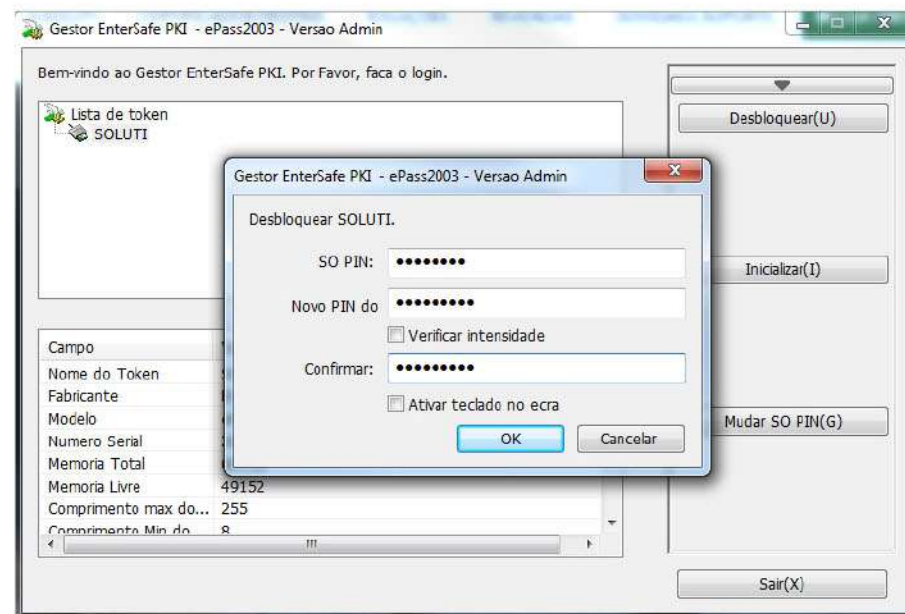 Gestor EnterSafe PKI - ePass2003 - Versao Admin
Bem-vindo ao Gestor EnterSafe PKI. Por Favor, faca o login.
Lista de token
SOLUTI
Desbloquear(U)
Inicializar(I)
Mudar SO PIN(G)
Sair(X)
Gestor EnterSafe PKI - ePass2003 - Versao Admin
Desbloquear SOLUTI.
SO PIN: ••••••••
Novo PIN do •••••••••
Verificar intensidade
Confirmar: •••••••••
Ativar teclado no ecra
OK Cancelar
Campo
Nome do Token
Fabricante
Modelo
Numero Serial
Memoria Total
Memoria Livre 49152
Comprimento max do... 255
Comprimento Min do 8